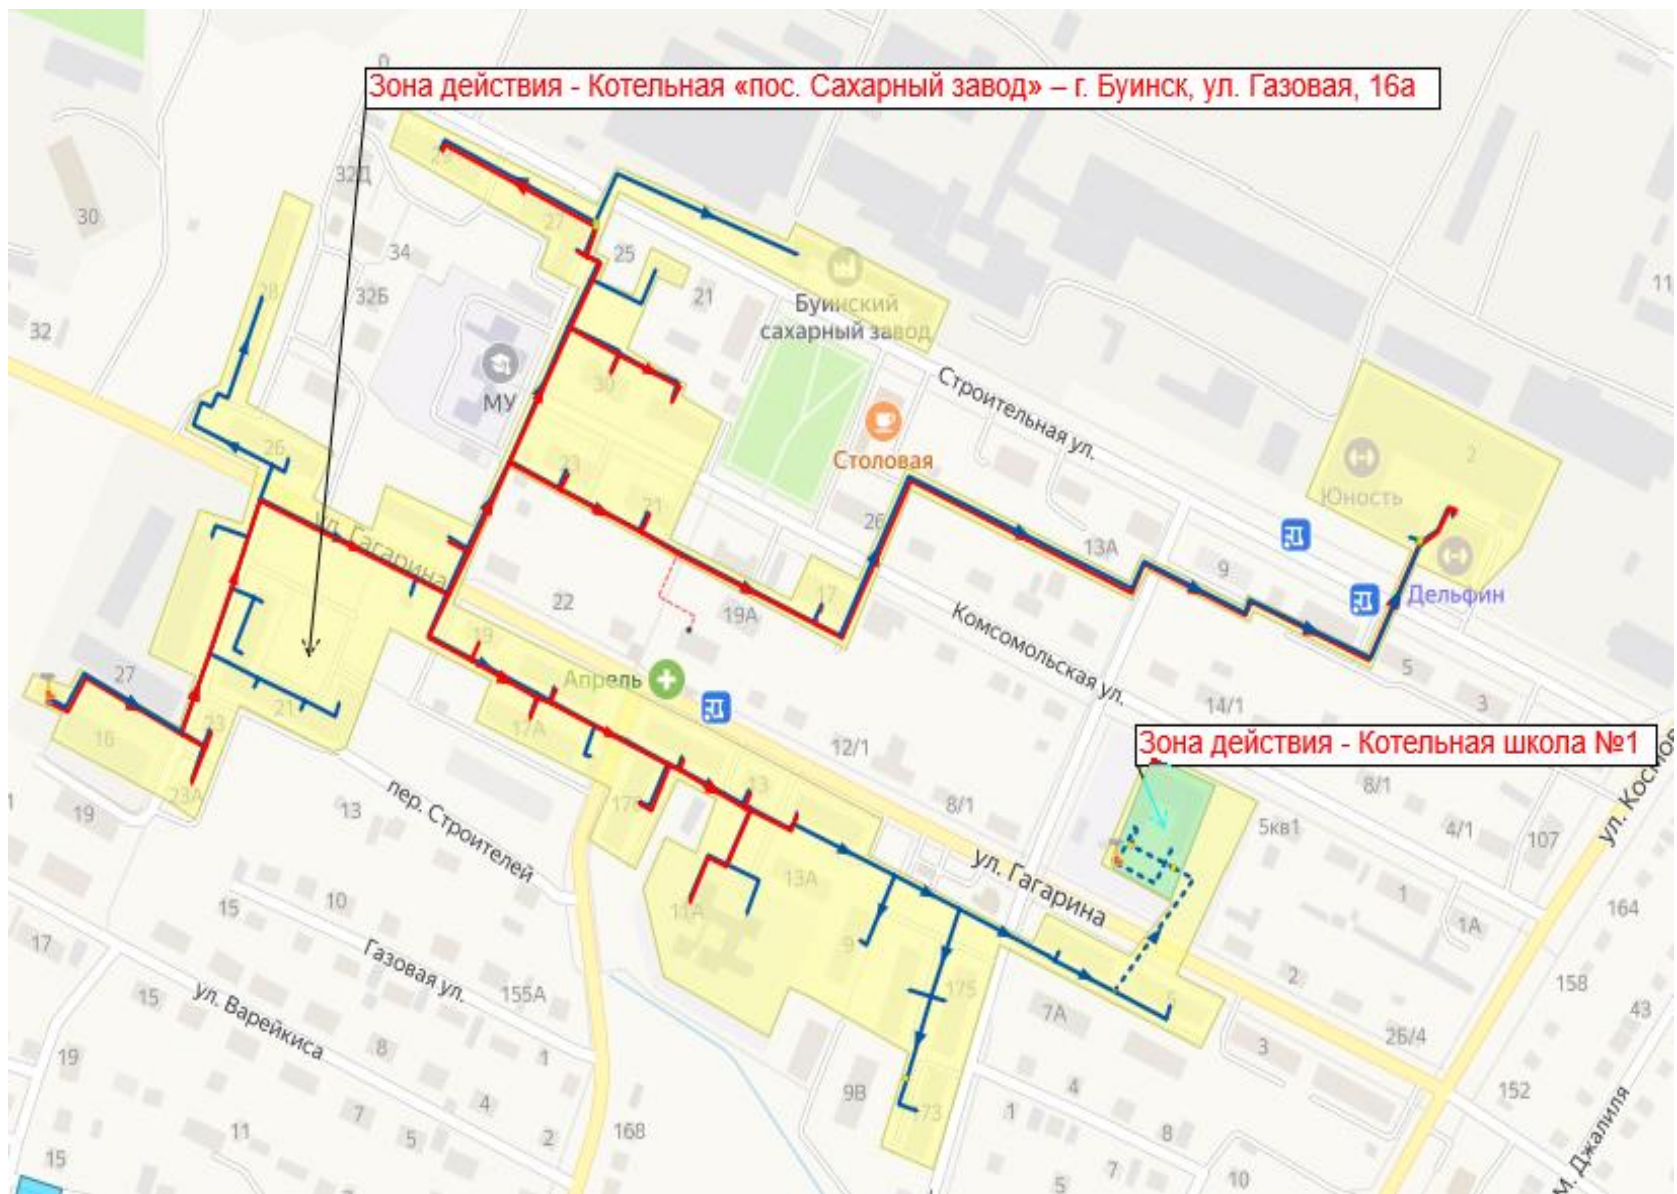 Зона действия - Котельная «пос. Сахарный завод» – г. Буинск, ул. Газовая, 16а
29
32Д
30
27
34
25
28
32Б
21
Буинский
сахарный завод
32
МУ
30
Строительная ул.
Столовая
2
26
23
Юность
21
26
13А
ул. Гагарина
9
22
17
19А
Дельфин
19
Комсомольская ул.
5
27
Апрель
3
14/1
21
23
17А
16
12/1
Зона действия - Котельная школа №1
ул. Космов
23А
13
8/1
19
пер. Строителей
13
8/1
5кв1
4/1
107
ул. Гагарина
13А
10
15
11А
1
164
1А
17
Газовая ул.
9
2
158
15
ул. Варейкиса
155А
175
7А
43
26/4
19
8
1
3
9В
4
152
4
1
173
7
5
2
168
11
8
М. Джалиля
15
7
10
5